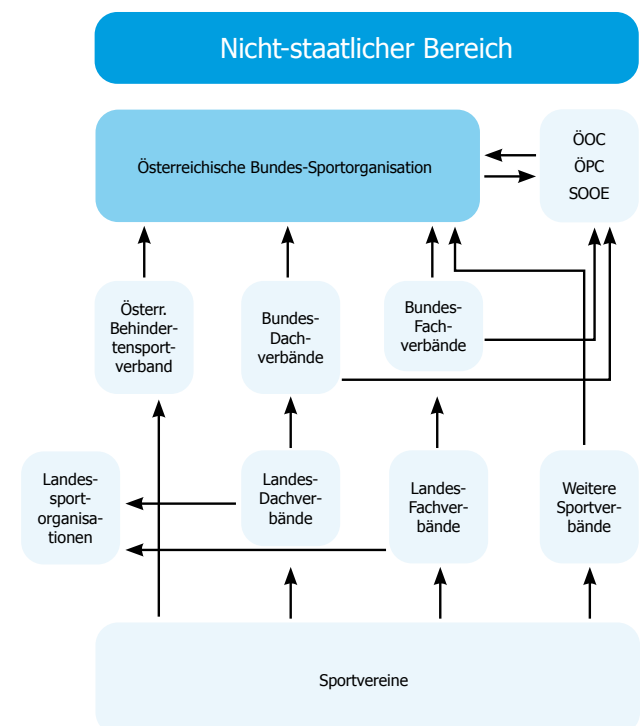 Nicht-staatlicher Bereich
Österreichische Bundes-Sportorganisation
ÖOC
ÖPC
SOOE
Österr.
Behinder-
tensport-
verband
Bundes-
Dach-
verbände
Bundes-
Fach-
verbände
Landes-
sport-
organisa-
tionen
Landes-
Dachver-
bände
Landes-
Fachver-
bände
Weitere
Sportver-
bände
Sportvereine